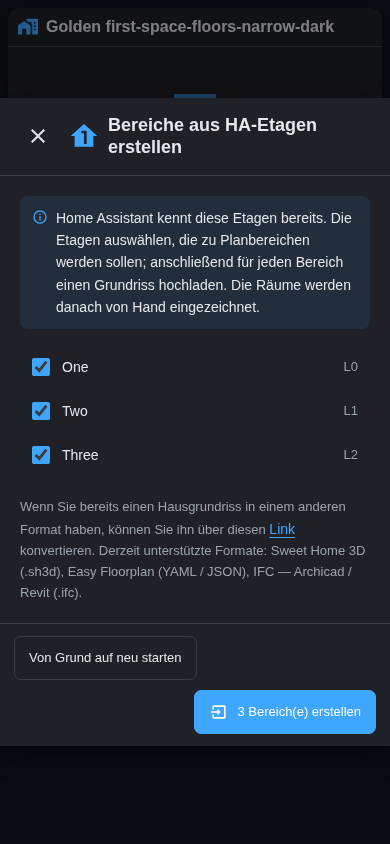 Golden first-space-floors-narrow-dark
Bereiche aus HA-Etagen
erstellen
Home Assistant kennt diese Etagen bereits. Die
Etagen auswählen, die zu Planbereichen
werden sollen; anschließend für jeden Bereich
einen Grundriss hochladen. Die Räume werden
danach von Hand eingezeichnet.
One L0
Two L1
Three L2
Wenn Sie bereits einen Hausgrundriss in einem anderen
Format haben, können Sie ihn über diesen Link
konvertieren. Derzeit unterstützte Formate: Sweet Home 3D
(.sh3d), Easy Floorplan (YAML / JSON), IFC — Archicad /
Revit (.ifc).
Von Grund auf neu starten
3 Bereich(e) erstellen